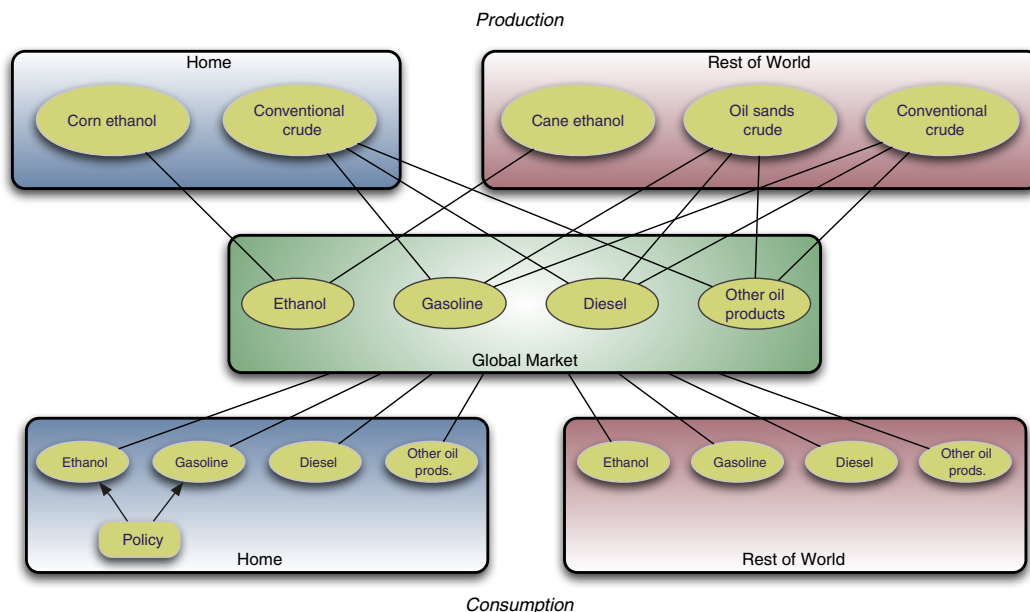 Production
Home
Rest of World
Corn ethanol
Conventional
crude
Cane ethanol
Oil sands
crude
Conventional
crude
Ethanol
Gasoline
Diesel
Other oil
products
Global Market
Ethanol
Gasoline
Diesel
Other oil
prods.
Policy
Home
Ethanol
Gasoline
Diesel
Other oil
prods.
Rest of World
Consumption